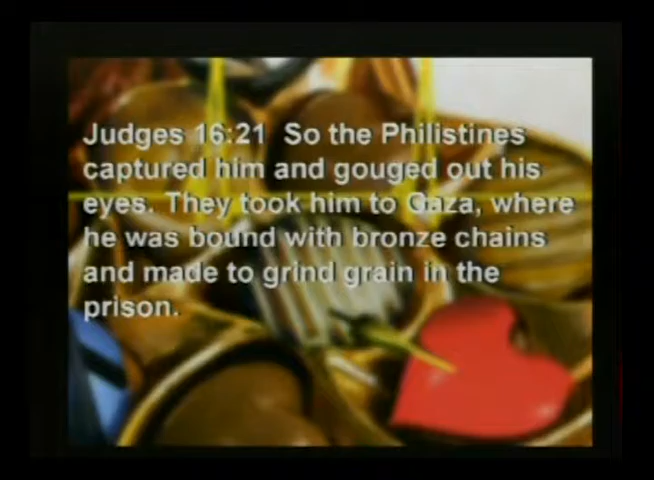 Judges 16:21  So the Philistines
captured him and gouged out his
eyes. They took him to Gaza, where
he was bound with bronze chains
and made to grind grain in the
prison.